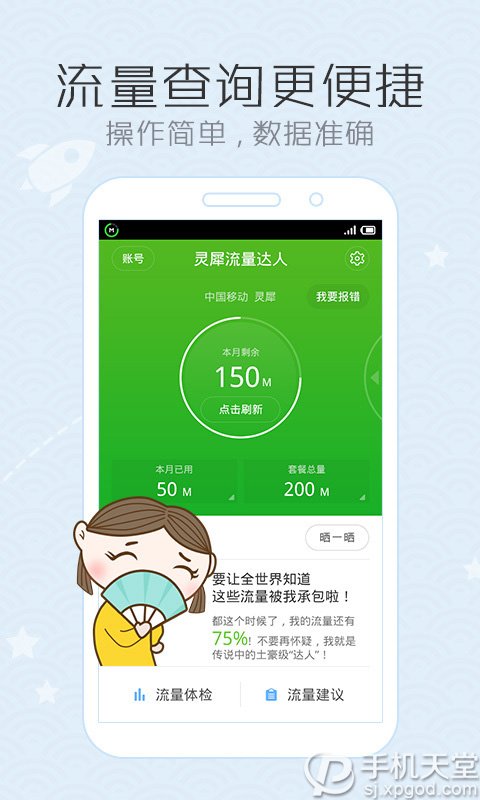 流量查询更便捷
操作简单，数据准确
M
账号
灵犀流量达人
中国移动 灵犀
我要报错
本月剩余
150 M
点击刷新
本月已用
50 M
套餐总量
200 M
晒一晒
要让全世界知道
这些流量被我承包啦！
都这个时候了，我的流量还有
75%! 不要再怀疑，我就是
传说中的土豪级“达人”！
流量体检
流量建议
手机天堂
sj.xpgod.com